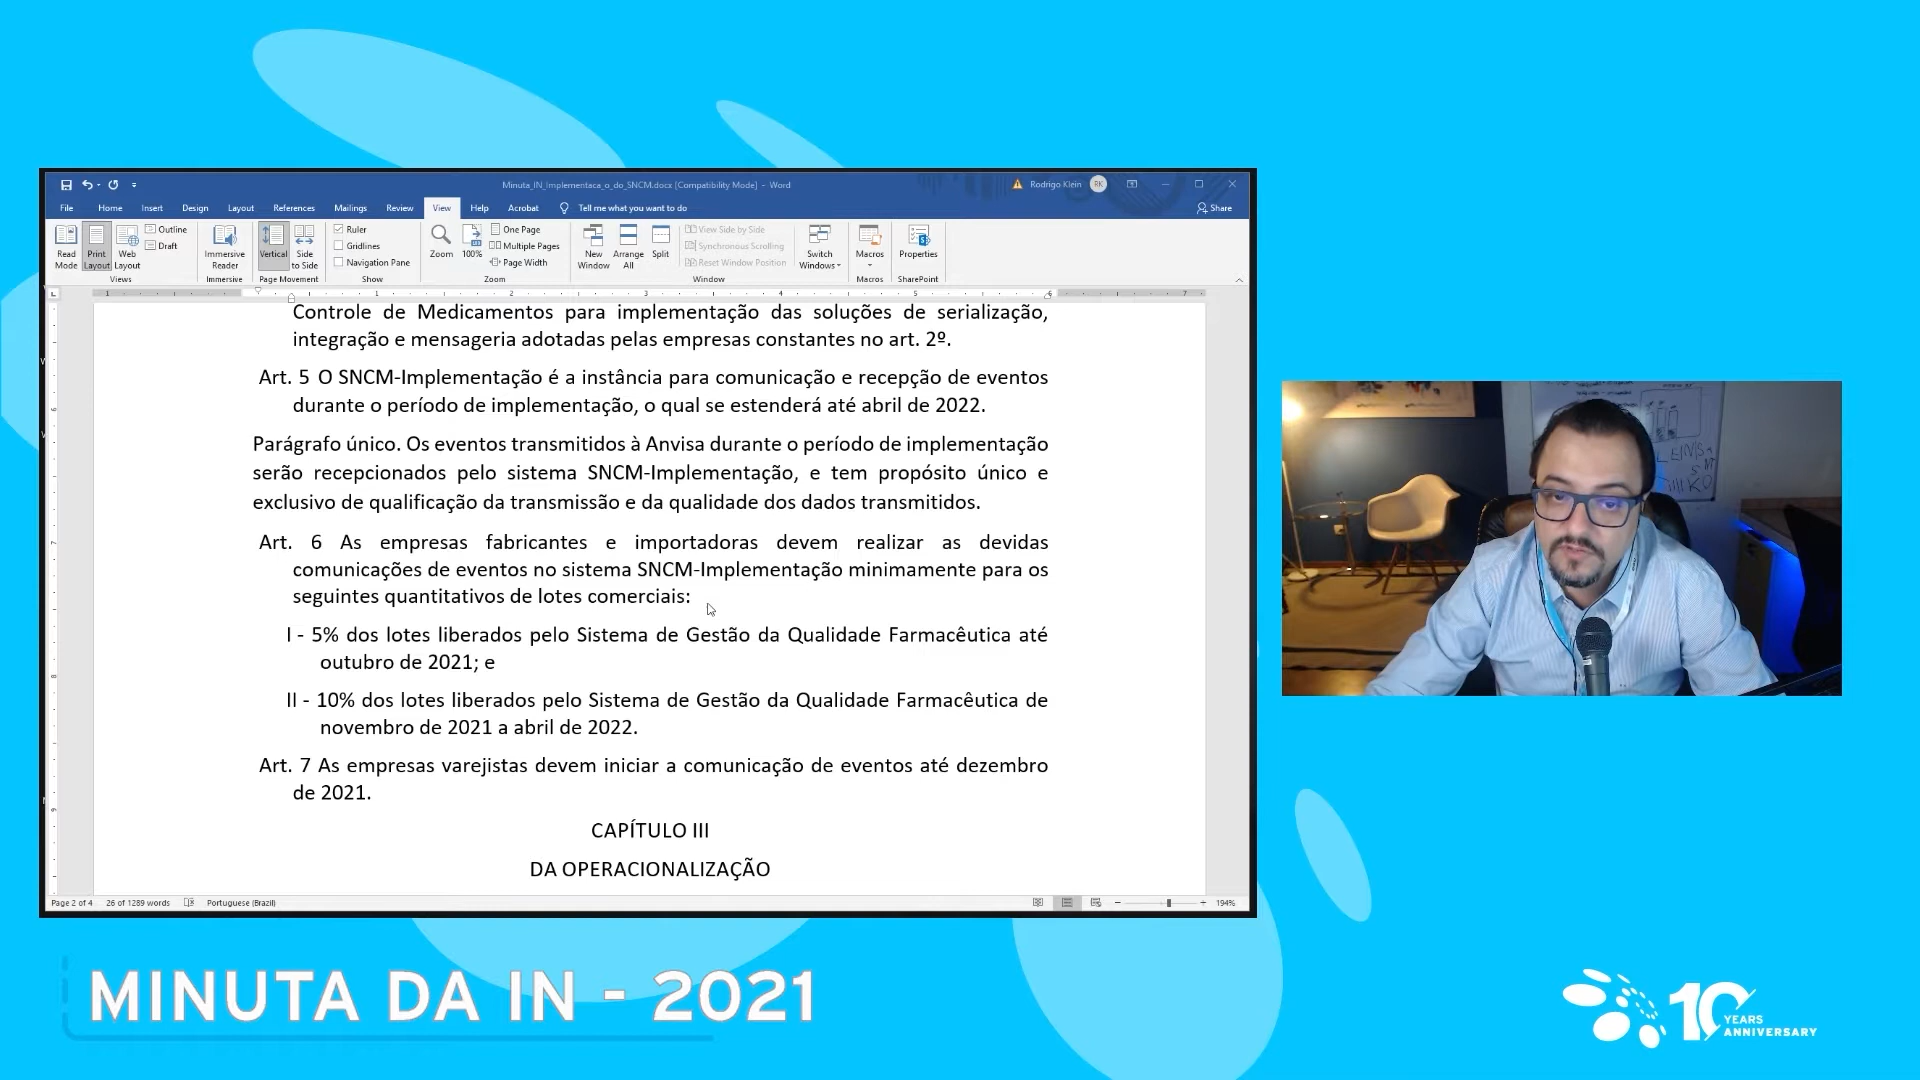 Minuta_IN_Implementaca_o_do_SNCM.docx [Compatibility Mode] - Word
Rodrigo Klein
RK
File Home Insert Design Layout References Mailings Review View Help Acrobat Tell me what you want to do Share
Read Mode
Print Layout
Web Layout
Outline
Draft
Views
Immersive Reader
Immersive
Vertical
Side to Side
Page Movement
Ruler
Gridlines
Navigation Pane
Show
Zoom
100%
One Page
Multiple Pages
Page Width
Zoom
New Window
Arrange All
Split
View Side by Side
Synchronous Scrolling
Reset Window Position
Window
Switch Windows
Macros
Macros
Properties
SharePoint
Controle de Medicamentos para implementação das soluções de serialização,
integração e mensageria adotadas pelas empresas constantes no art. 2º.
Art. 5 O SNCM-Implementação é a instância para comunicação e recepção de eventos
durante o período de implementação, o qual se estenderá até abril de 2022.
Parágrafo único. Os eventos transmitidos à Anvisa durante o período de implementação
serão recepcionados pelo sistema SNCM-Implementação, e tem propósito único e
exclusivo de qualificação da transmissão e da qualidade dos dados transmitidos.
Art. 6 As empresas fabricantes e importadoras devem realizar as devidas
comunicações de eventos no sistema SNCM-Implementação minimamente para os
seguintes quantitativos de lotes comerciais:
I - 5% dos lotes liberados pelo Sistema de Gestão da Qualidade Farmacêutica até
outubro de 2021; e
II - 10% dos lotes liberados pelo Sistema de Gestão da Qualidade Farmacêutica de
novembro de 2021 a abril de 2022.
Art. 7 As empresas varejistas devem iniciar a comunicação de eventos até dezembro
de 2021.
CAPÍTULO III
DA OPERACIONALIZAÇÃO
Page 2 of 4 26 of 1289 words Portuguese (Brazil) 194%
MINUTA DA IN - 2021
10 YEARS
ANNIVERSARY